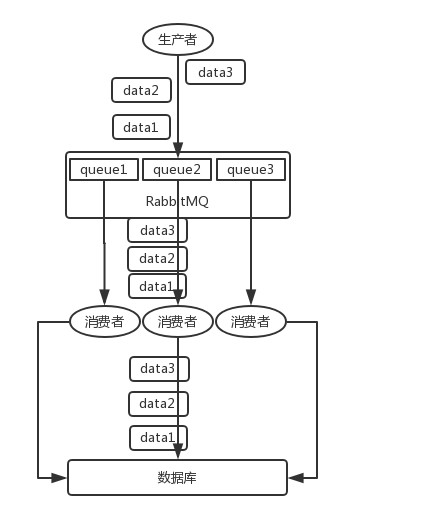 生产者
data3
data2
data1
queue1 queue2 queue3
RabbitMQ
data3
data2
data1
消费者 消费者 消费者
data3
data2
data1
数据库